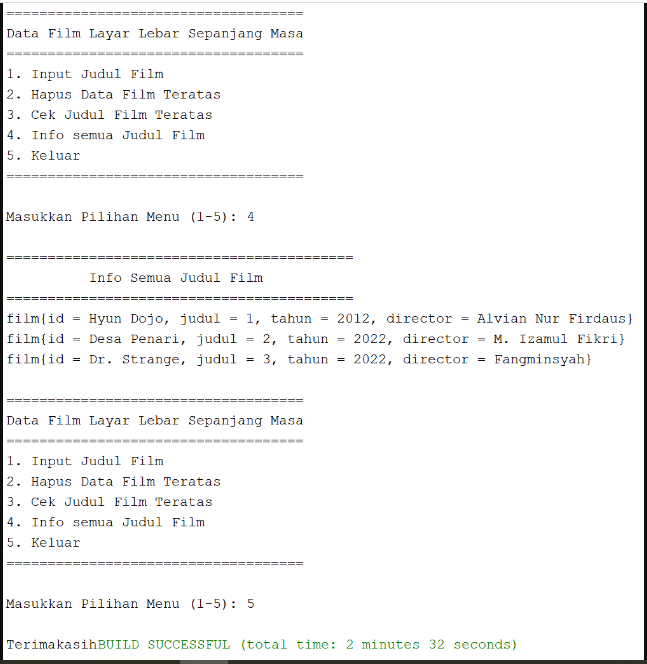 ====================================
Data Film Layar Lebar Sepanjang Masa
====================================
1. Input Judul Film
2. Hapus Data Film Teratas
3. Cek Judul Film Teratas
4. Info semua Judul Film
5. Keluar
====================================
Masukkan Pilihan Menu (1-5): 4
==========================================
Info Semua Judul Film
==========================================
film{id = Hyun Dojo, judul = 1, tahun = 2012, director = Alvian Nur Firdaus}
film{id = Desa Penari, judul = 2, tahun = 2022, director = M. Izamul Fikri}
film{id = Dr. Strange, judul = 3, tahun = 2022, director = Fangminsyah}
====================================
Data Film Layar Lebar Sepanjang Masa
====================================
1. Input Judul Film
2. Hapus Data Film Teratas
3. Cek Judul Film Teratas
4. Info semua Judul Film
5. Keluar
====================================
Masukkan Pilihan Menu (1-5): 5
TerimakasihBUILD SUCCESSFUL (total time: 2 minutes 32 seconds)